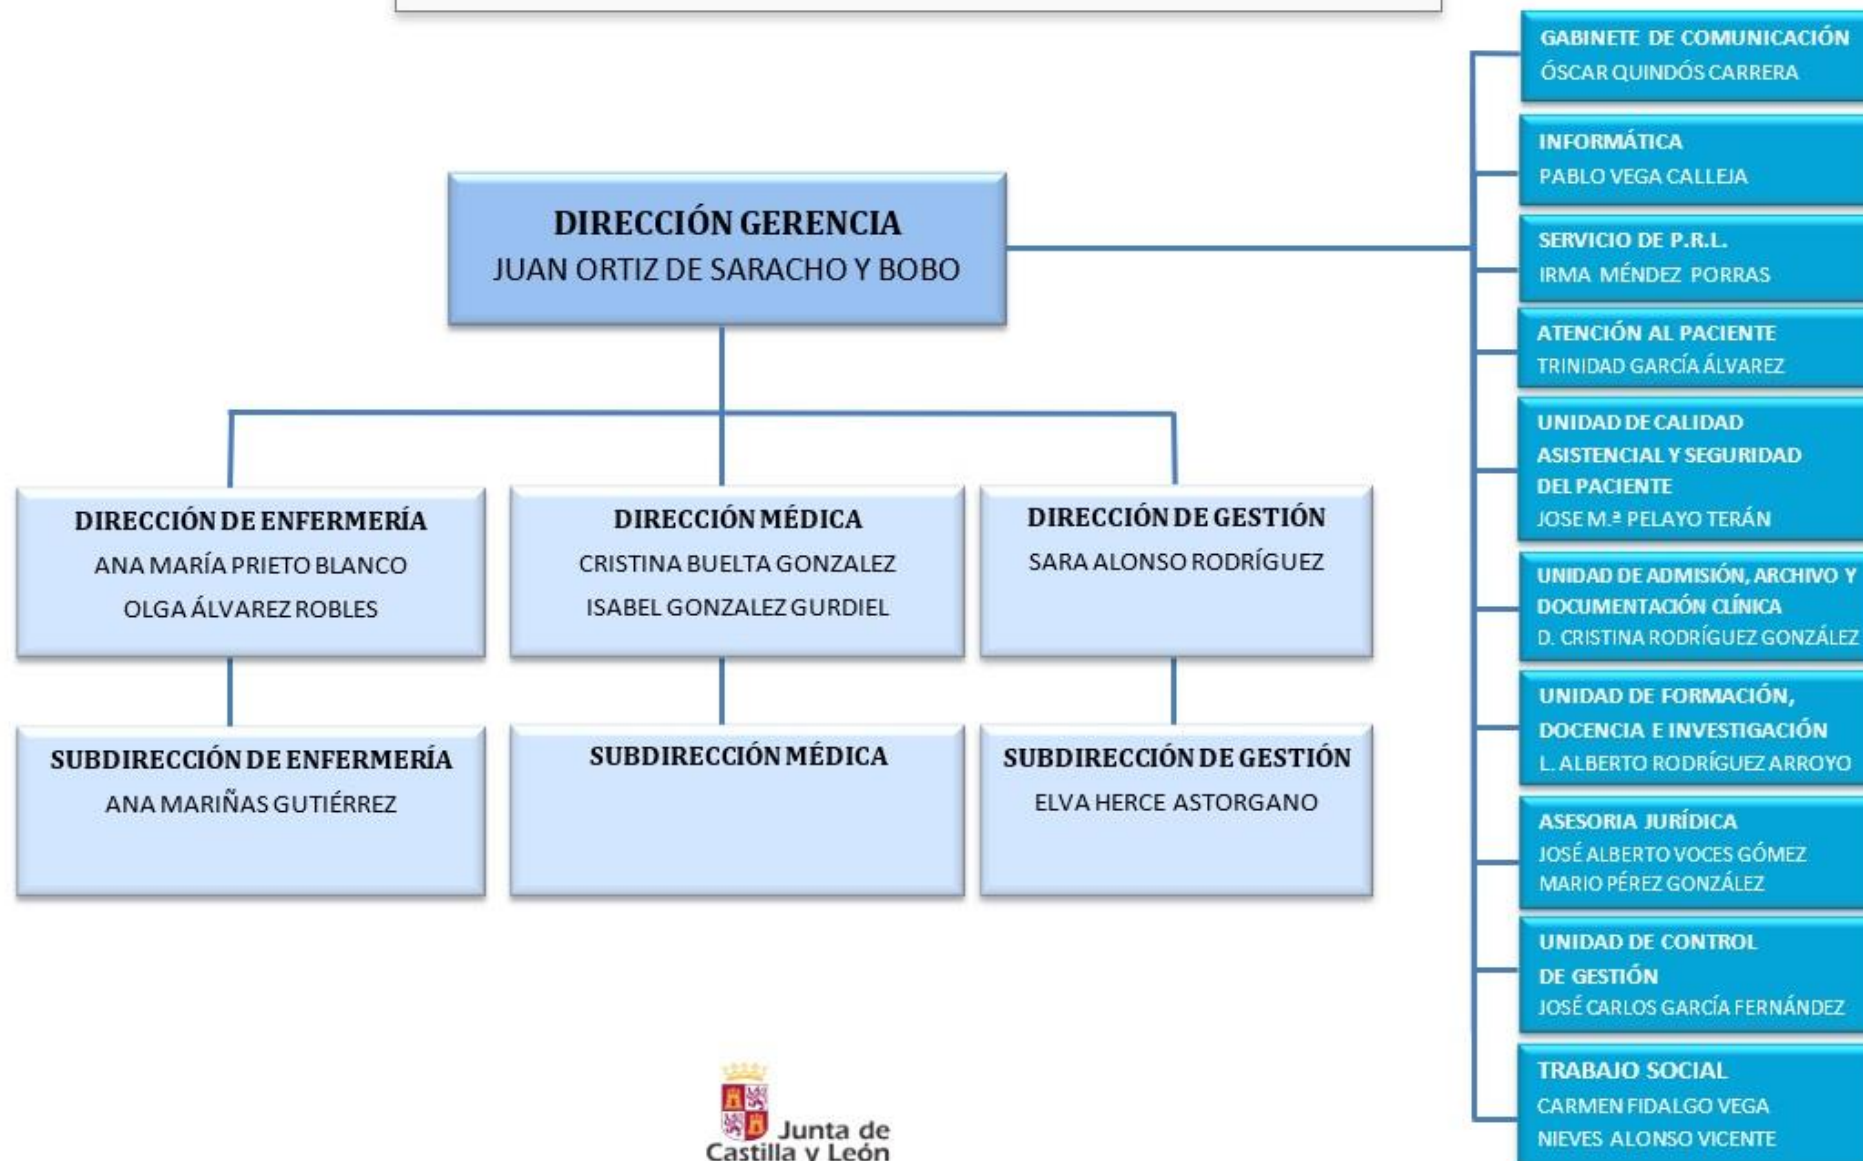 DIRECCIÓN GERENCIA
JUAN ORTIZ DE SARACHO Y BOBO
DIRECCIÓN DE ENFERMERÍA
ANA MARÍA PRIETO BLANCO
OLGA ÁLVAREZ ROBLES
DIRECCIÓN MÉDICA
CRISTINA BUELTA GONZALEZ
ISABEL GONZALEZ GURDIEL
DIRECCIÓN DE GESTIÓN
SARA ALONSO RODRÍGUEZ
SUBDIRECCIÓN DE ENFERMERÍA
ANA MARIÑAS GUTIÉRREZ
SUBDIRECCIÓN MÉDICA
SUBDIRECCIÓN DE GESTIÓN
ELVA HERCE ASTORGANO
GABINETE DE COMUNICACIÓN
ÓSCAR QUINDÓS CARRERA
INFORMÁTICA
PABLO VEGA CALLEJA
SERVICIO DE P.R.L.
IRMA MÉNDEZ PORRAS
ATENCIÓN AL PACIENTE
TRINIDAD GARCÍA ÁLVAREZ
UNIDAD DE CALIDAD
ASISTENCIAL Y SEGURIDAD
DEL PACIENTE
JOSE M.ª PELAYO TERÁN
UNIDAD DE ADMISIÓN, ARCHIVO Y
DOCUMENTACIÓN CLÍNICA
D. CRISTINA RODRÍGUEZ GONZÁLEZ
UNIDAD DE FORMACIÓN,
DOCENCIA E INVESTIGACIÓN
L. ALBERTO RODRÍGUEZ ARROYO
ASESORIA JURÍDICA
JOSÉ ALBERTO VOCES GÓMEZ
MARIO PÉREZ GONZÁLEZ
UNIDAD DE CONTROL
DE GESTIÓN
JOSÉ CARLOS GARCÍA FERNÁNDEZ
TRABAJO SOCIAL
CARMEN FIDALGO VEGA
NIEVES ALONSO VICENTE
Junta de
Castilla y León